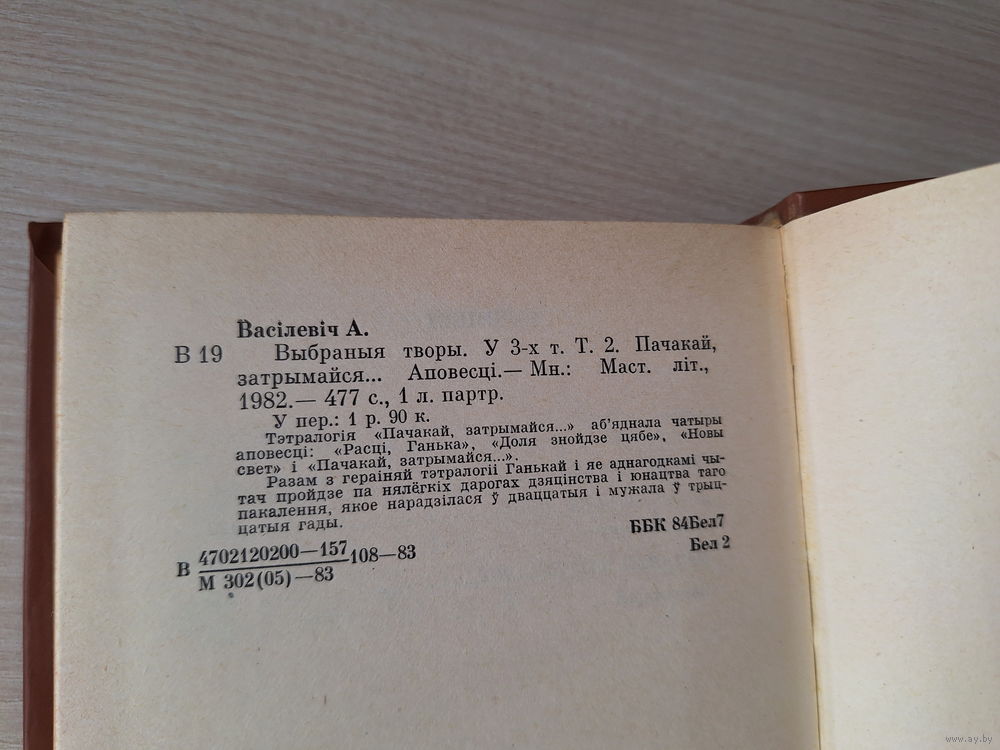 Васілевіч А.
В 19 Выбраныя творы. У 3-х т. Т. 2. Пачакай,
затрымайся... Аповесці.— Мн.: Маст. літ.,
1982.— 477 с., 1 л. партр.
У пер.: 1 р. 90 к.
Тэтралогія «Пачакай, затрымайся...» аб'яднала чатыры
аповесці: «Расці, Ганька», «Доля знойдзе цябе», «Новы
свет» і «Пачакай, затрымайся...».
Разам з гераіняй тэтралогіі Ганькай і яе аднагодкамі чы-
тач пройдзе па нялёгкіх дарогах дзяцінства і юнацтва таго
пакалення, якое нарадзілася ў дваццатыя і мужала ў трыц-
цатыя гады.
В 4702120200—157 108—83
М 302(05)—83
ББК 84Бел7
Бел 2
www.ay.by